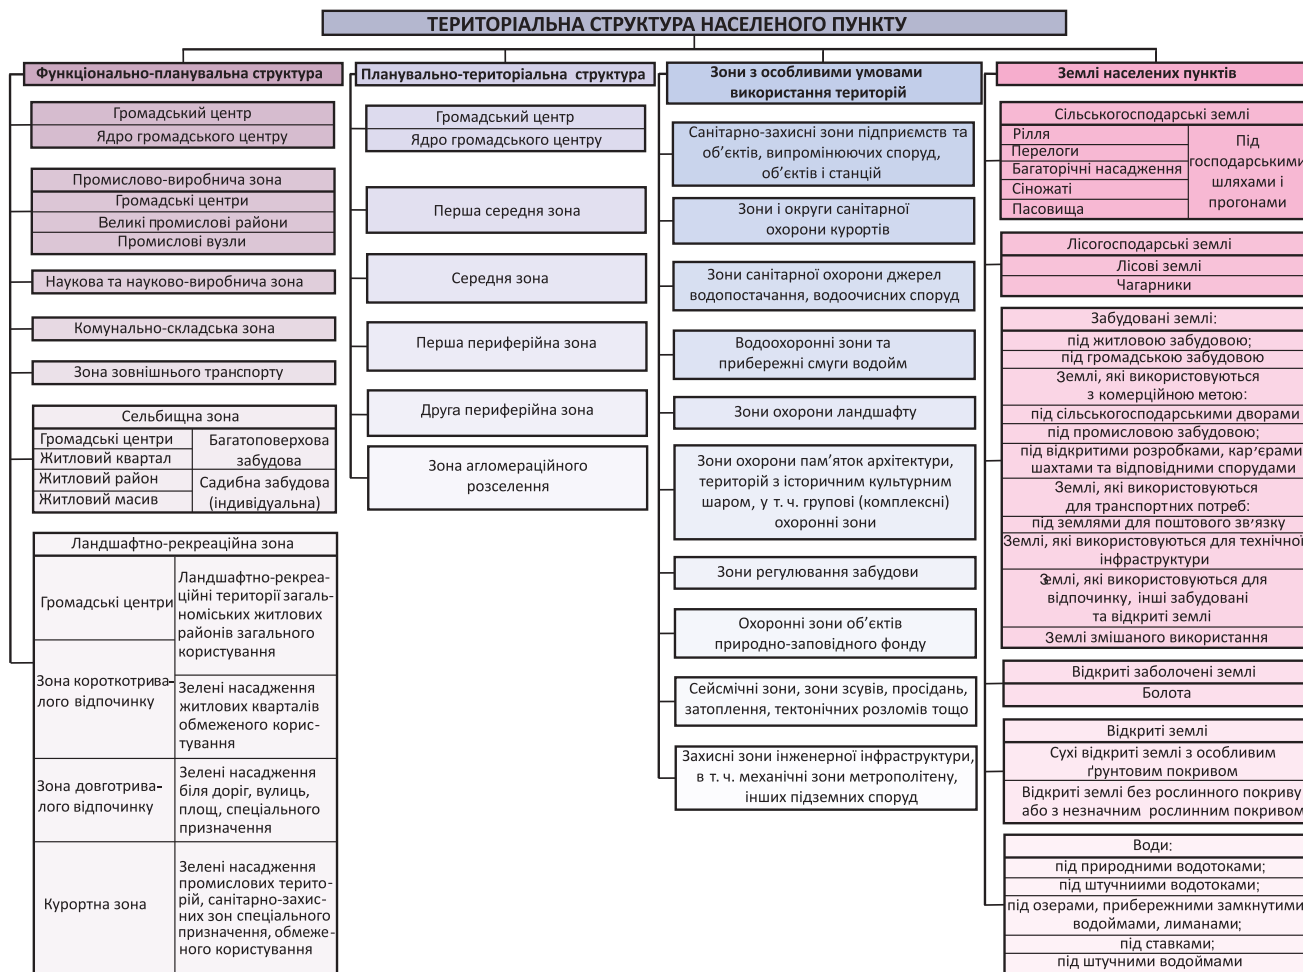 ТЕРИТОРІАЛЬНА СТРУКТУРА НАСЕЛЕНОГО ПУНКТУ
Функціонально-планувальна структура
Громадський центр
Ядро громадського центру
Промислово-виробнича зона
Громадські центри
Великі промислові райони
Промислові вузли
Наукова та науково-виробнича зона
Комунально-складська зона
Зона зовнішнього транспорту
Сельбищна зона
Громадські центри
Житловий квартал
Житловий район
Житловий масив
Багатоповерхова
забудова
Садибна забудова
(індивідуальна)
Ландшафтно-рекреаційна зона
Громадські центри
Зона короткотрива-
лого відпочинку
Зона довготрива-
лого відпочинку
Курортна зона
Ландшафтно-рекреа-
ційні території загаль-
номіських житлових
районів загального
користування
Зелені насадження
житлових кварталів
обмеженого корис-
тування
Зелені насадження
біля доріг, вулиць,
площ, спеціального
призначення
Зелені насадження
промислових терито-
рій, санітарно-захис-
них зон спеціального
призначення, обмеже-
ного користування
Планувально-територіальна структура
Громадський центр
Ядро громадського центру
Перша середня зона
Середня зона
Перша периферійна зона
Друга периферійна зона
Зона агломераційного
розселення
Зони з особливими умовами
використання територій
Санітарно-захисні зони підприємств та
об’єктів, випромінюючих споруд,
об’єктів і станцій
Зони і округи санітарної
охорони курортів
Зони санітарної охорони джерел
водопостачання, водоочисних споруд
Водоохоронні зони та
прибережні смуги водойм
Зони охорони ландшафту
Зони охорони пам’яток архітектури,
територій з історичним культурним
шаром, у т. ч. групові (комплексні)
охоронні зони
Зони регулювання забудови
Охоронні зони об’єктів
природно-заповідного фонду
Сейсмічні зони, зони зсувів, просідань,
затоплення, тектонічних розломів тощо
Захисні зони інженерної інфраструктури,
в т. ч. механічні зони метрополітену,
інших підземних споруд
Землі населених пунктів
Сільськогосподарські землі
Рілля
Перелоги
Багаторічні насадження
Сіножаті
Пасовища
Під
господарськими
шляхами і
прогонами
Лісогосподарські землі
Лісові землі
Чагарники
Забудовані землі:
під житловою забудовою;
під громадською забудовою
Землі, які використовуються
з комерційною метою:
під сільськогосподарськими дворами
під промисловою забудовою;
під відкритими розробками, кар’єрами,
шахтами та відповідними спорудами
Землі, які використовуються
для транспортних потреб:
під землями для поштового зв’язку
Землі, які використовуються для технічної
інфраструктури
Землі, які використовуються для
відпочинку, інші забудовані
та відкриті землі
Землі змішаного використання
Відкриті заболочені землі
Болота
Відкриті землі
Сухі відкриті землі з особливим
ґрунтовим покривом
Відкриті землі без рослинного покриву
або з незначним рослинним покривом
Води:
під природними водотоками;
під штучниими водотоками;
під озерами, прибережними замкнутими
водоймами, лиманами;
під ставками;
під штучними водоймами